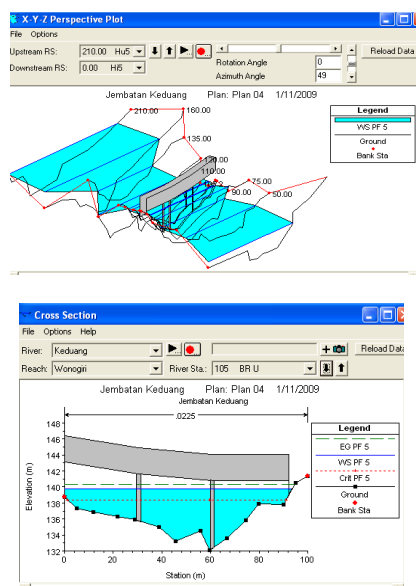 X-Y-Z Perspective Plot
File Options
Upstream RS: 210.00 Hu5
Reload Data
Downstream RS: 0.00 Hi5
Rotation Angle 0
Azimuth Angle 49
Jembatan Keduang Plan: Plan 04 1/11/2009
Legend
WS PF 5
Ground
Bank Sta
210.00
160.00
135.00
110.00
75.00
90.00
50.00
Cross Section
File Options Help
River: Keduang
Reload Data
Reach: Wonogiri
River Sta.: 105 BR U
Jembatan Keduang Plan: Plan 04 1/11/2009
Jembatan Keduang
.0225
Legend
EG PF 5
WS PF 5
Crit PF 5
Ground
Bank Sta
Elevation (m)
148
146
144
142
140
138
136
134
132
0 20 40 60 80 100
Station (m)